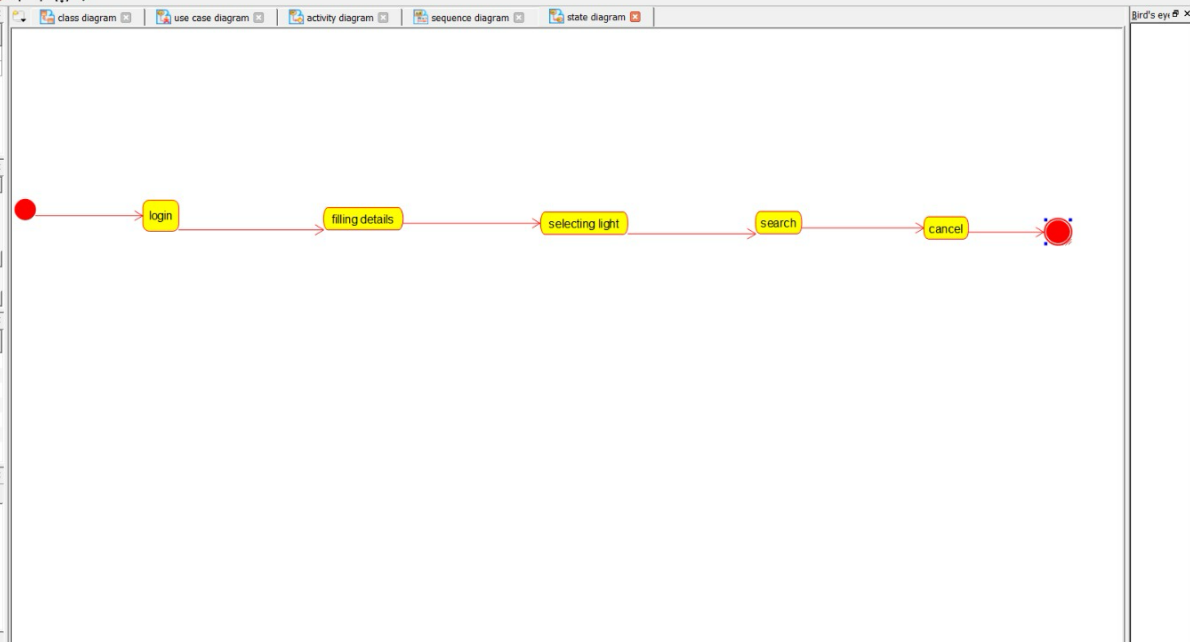 class diagram
use case diagram
activity diagram
sequence diagram
state diagram
Bird's eye
login
filling details
selecting light
search
cancel